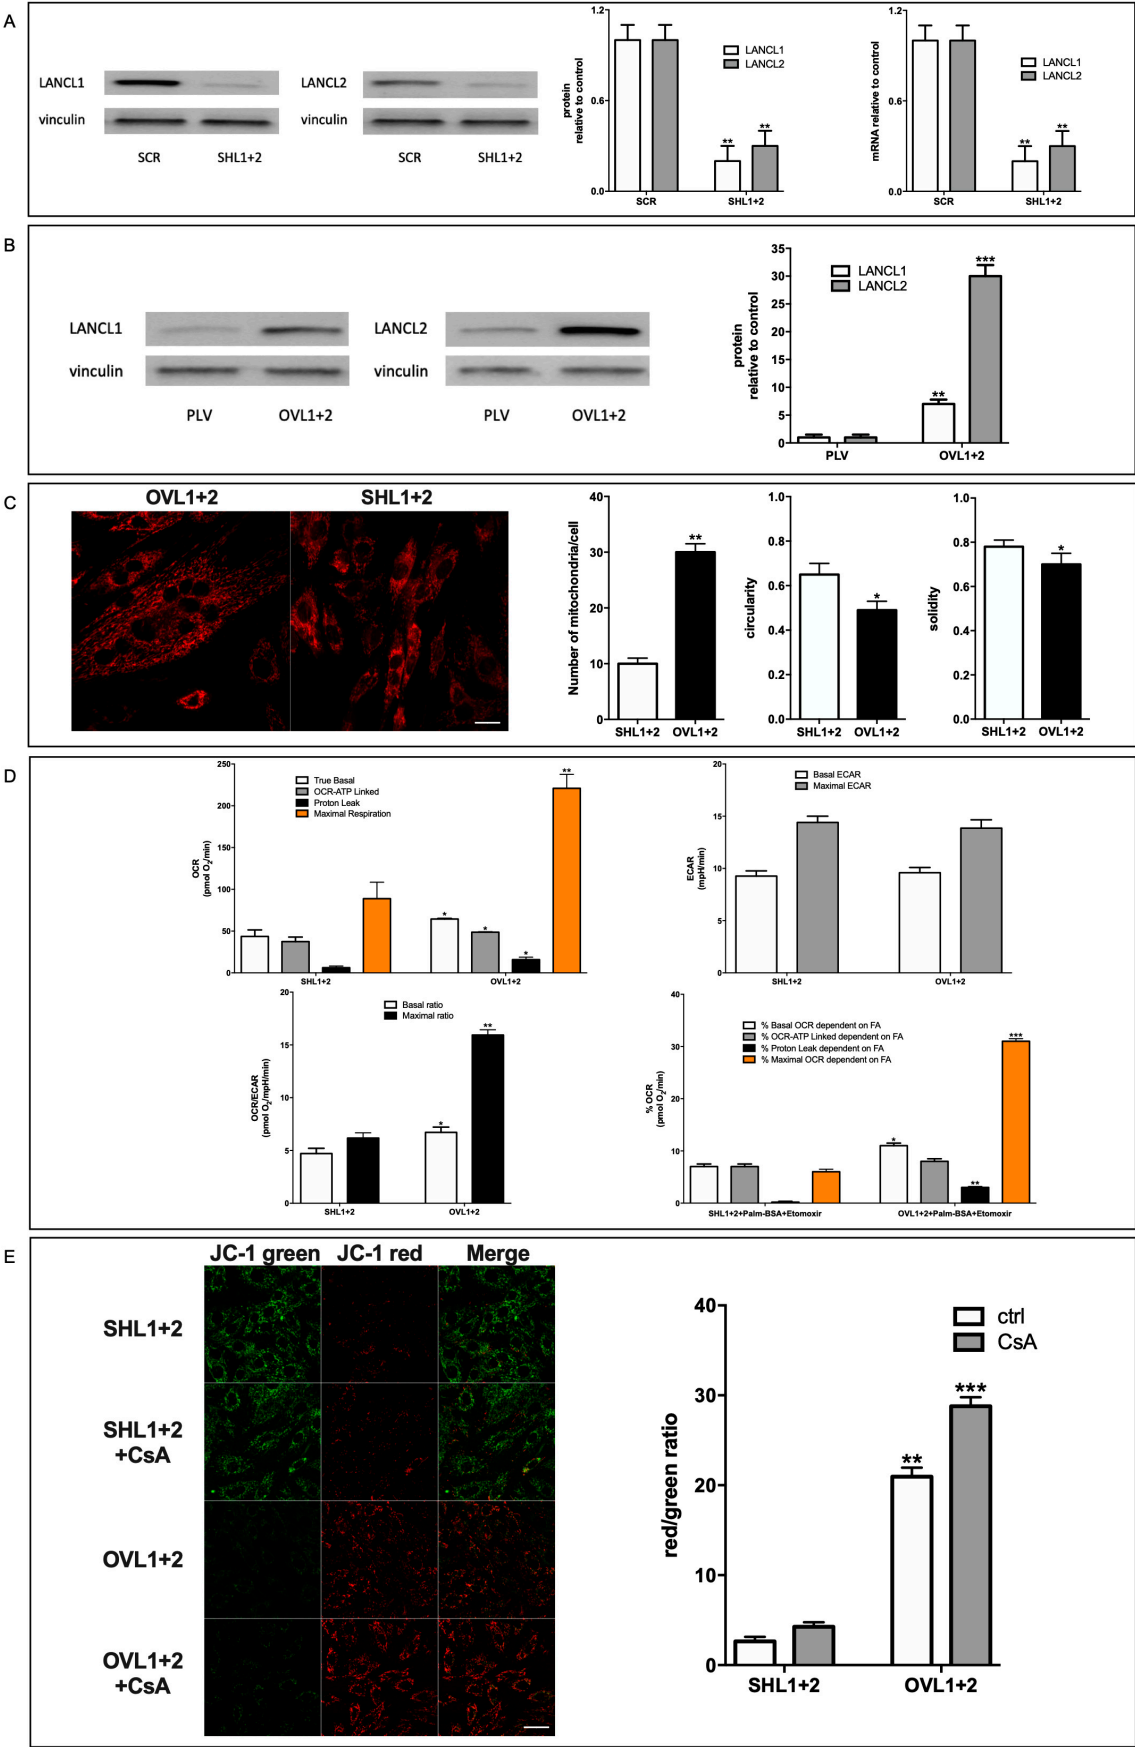 A
LANCL1
vinculin
SCR
SHL1+2
LANCL2
SCR
SHL1+2
protein
relative to control
1.2
0.6
0.0
LANCL1
LANCL2
**
**
SCR
SHL1+2
mRNA relative to control
1.2
0.6
0.0
LANCL1
LANCL2
**
**
SCR
SHL1+2
B
LANCL1
vinculin
PLV
OVL1+2
LANCL2
vinculin
PLV
OVL1+2
protein
relative to control
35
30
25
20
15
10
5
0
LANCL1
LANCL2
**
***
PLV
OVL1+2
C
OVL1+2
SHL1+2
Number of mitochondria/cell
40
30
20
10
0
**
SHL1+2
OVL1+2
circularity
1.0
0.8
0.6
0.4
0.2
0.0
*
SHL1+2
OVL1+2
solidity
1.0
0.8
0.6
0.4
0.2
0.0
*
SHL1+2
OVL1+2
D
OCR
(pmol O2/min)
250
200
150
100
50
0
True Basal
OCR-ATP Linked
Proton Leak
Maximal Respiration
*
*
*
**
SHL1+2
OVL1+2
ECAR
(mpH/min)
20
15
10
5
0
Basal ECAR
Maximal ECAR
SHL1+2
OVL1+2
OCR/ECAR
(pmol O2/mpH/min)
20
15
10
5
0
Basal ratio
Maximal ratio
*
**
SHL1+2
OVL1+2
% OCR
(pmol O2/min)
40
30
20
10
0
% Basal OCR dependent on FA
% OCR-ATP Linked dependent on FA
% Proton Leak dependent on FA
% Maximal OCR dependent on FA
*
**
***
SHL1+2+Palm-BSA+Etomoxir
OVL1+2+Palm-BSA+Etomoxir
E
JC-1 green
JC-1 red
Merge
SHL1+2
SHL1+2
+CsA
OVL1+2
OVL1+2
+CsA
red/green ratio
40
30
20
10
0
ctrl
CsA
**
***
SHL1+2
OVL1+2